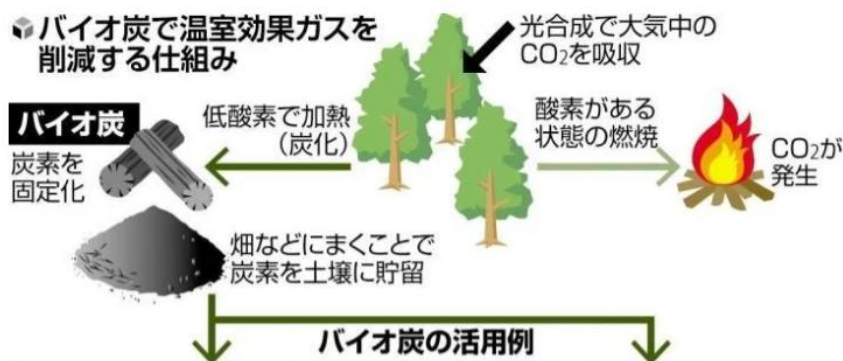 バイオ炭で温室効果ガスを
削減する仕組み
光合成で大気中の
CO₂を吸収
バイオ炭
炭素を
固定化
低酸素で加熱
（炭化）
酸素がある
状態の燃焼
CO₂が
発生
畑などにまくことで
炭素を土壌に貯留
バイオ炭の活用例